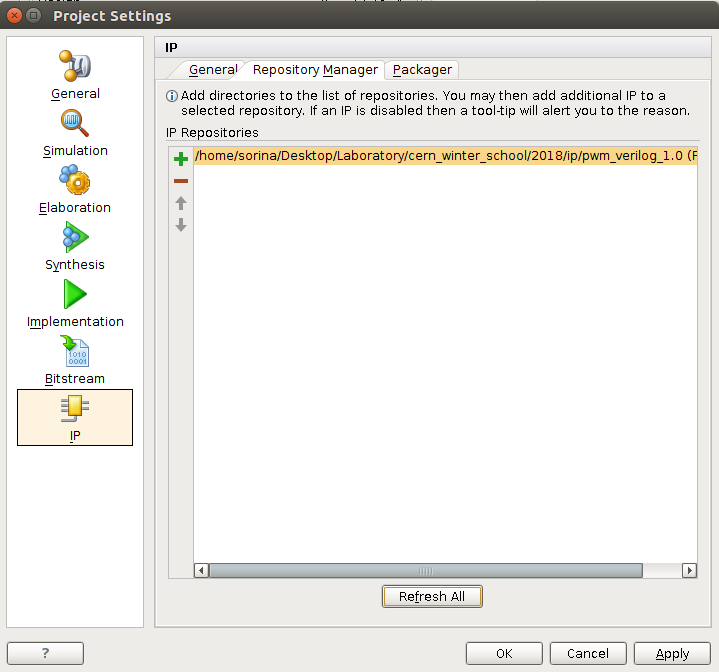 Project Settings
General
Simulation
Elaboration
Synthesis
Implementation
1010
0001
Bitstream
IP
IP
General
Repository Manager
Packager
Add directories to the list of repositories. You may then add additional IP to a
selected repository. If an IP is disabled then a tool-tip will alert you to the reason.
IP Repositories
/home/sorina/Desktop/Laboratory/cern_winter_school/2018/ip/pwm_verilog_1.0 (
Refresh All
?
OK
Cancel
Apply